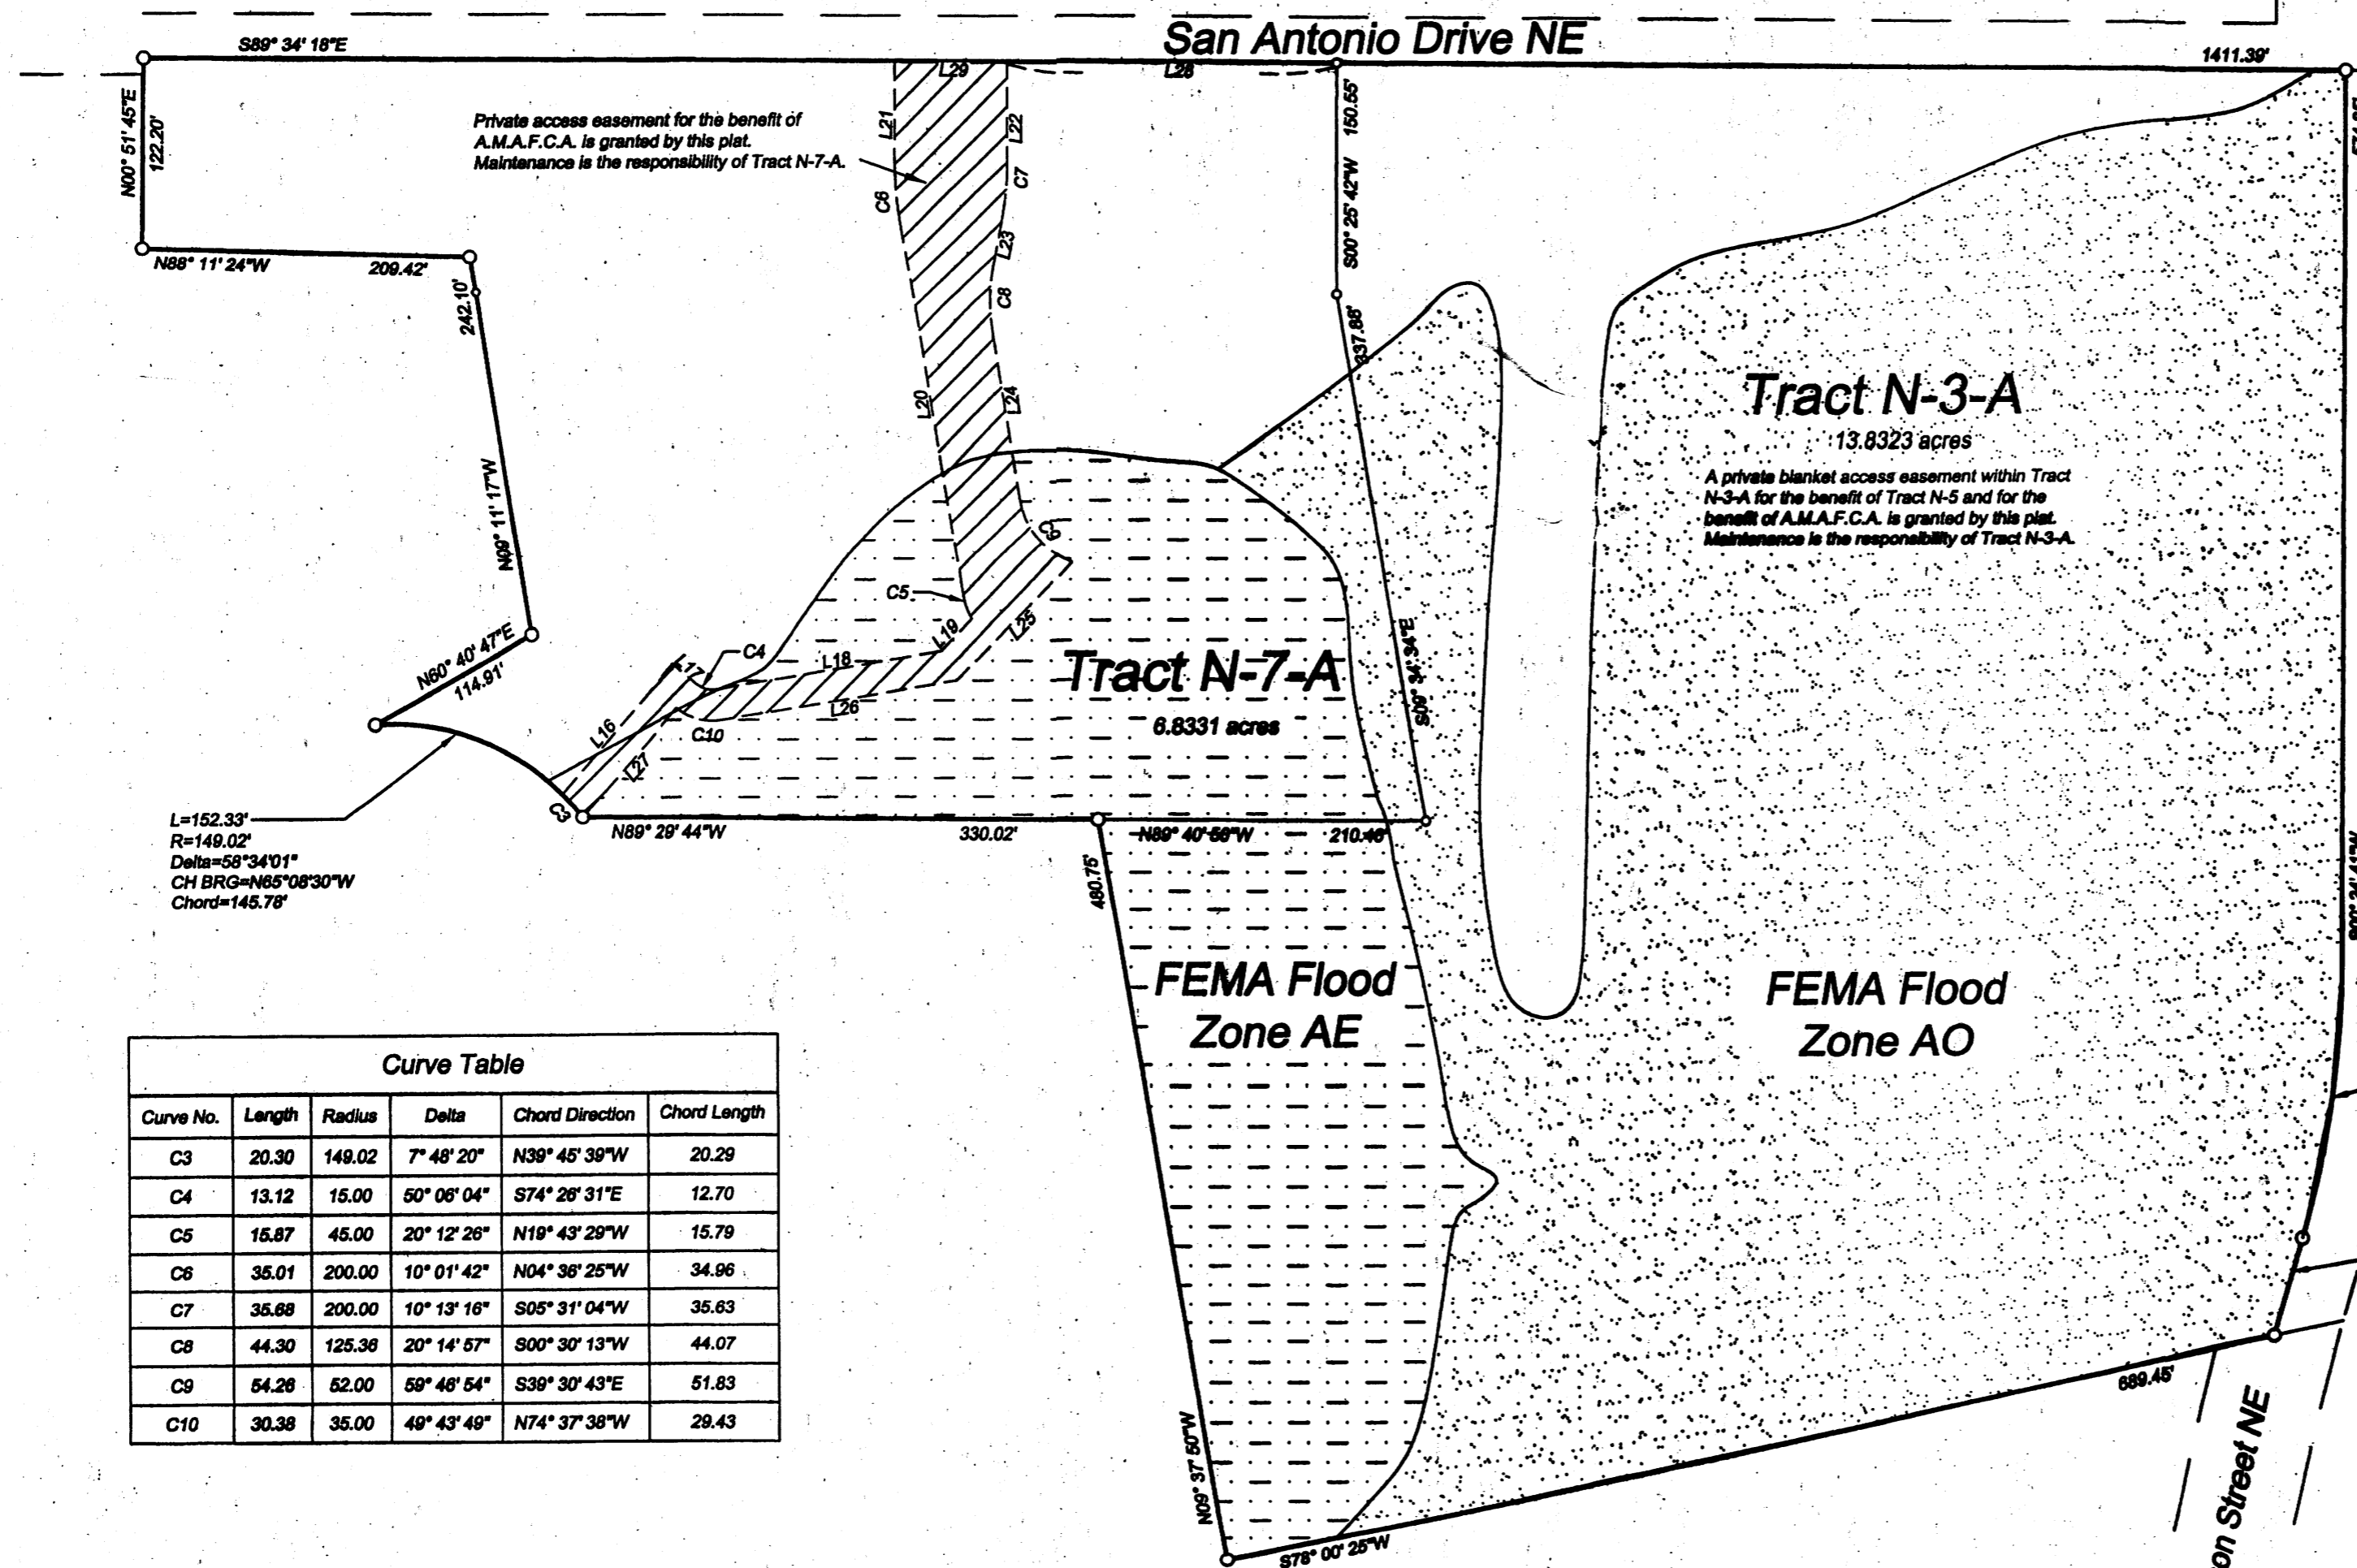 San Antonio Drive NE
S89° 34' 18"E
1411.39'
L29
L28
N00° 51' 45"E
122.20'
Private access easement for the benefit of
A.M.A.F.C.A. is granted by this plat.
Maintenance is the responsibility of Tract N-7-A.
L21
L22
C6
C7
L23
C8
S00° 25' 42"W 150.55'
N88° 11' 24"W 209.42'
242.10'
337.88'
L20
L24
Tract N-3-A
13.8323 acres
A private blanket access easement within Tract
N-3-A for the benefit of Tract N-5 and for the
benefit of A.M.A.F.C.A. is granted by this plat.
Maintenance is the responsibility of Tract N-3-A.
N09° 11' 17"W
C9
C5
L19
L25
N60° 40' 47"E
114.91'
L17
C4
L18
Tract N-7-A
6.8331 acres
S09° 34' 34"E
L16
L26
C10
L27
C3
L=152.33'
R=149.02'
Delta=58°34'01"
CH BRG=N65°08'30"W
Chord=145.78'
N89° 29' 44"W 330.02'
N89° 40' 56"W 210.46'
480.75'
S00° 24' 41"W
FEMA Flood
Zone AE
FEMA Flood
Zone AO
Curve Table
Curve No. Length Radius Delta Chord Direction Chord Length
C3 20.30 149.02 7° 48' 20" N39° 45' 39"W 20.29
C4 13.12 15.00 50° 06' 04" S74° 26' 31"E 12.70
C5 15.87 45.00 20° 12' 26" N19° 43' 29"W 15.79
C6 35.01 200.00 10° 01' 42" N04° 36' 25"W 34.96
C7 35.68 200.00 10° 13' 16" S05° 31' 04"W 35.63
C8 44.30 125.36 20° 14' 57" S00° 30' 13"W 44.07
C9 54.26 52.00 59° 46' 54" S39° 30' 43"E 51.83
C10 30.38 35.00 49° 43' 49" N74° 37' 38"W 29.43
N09° 37' 50"W
S78° 00' 25"W
689.45'
on Street NE